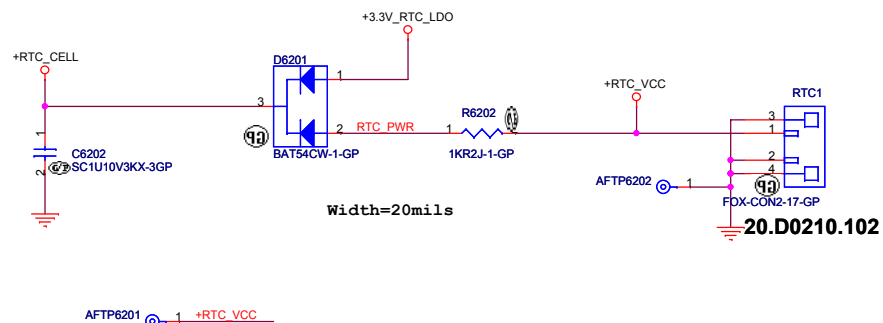 +3.3V_RTC_LDO
+RTC_CELL
D6201
1
3
2
RTC_PWR
BAT54CW-1-GP
1
C6202
SC1U10V3KX-3GP
2
1
R6202
1KR2J-1-GP
+RTC_VCC
RTC1
3
1
2
4
AFTP6202
1
FOX-CON2-17-GP
20.D0210.102
Width=20mils
AFTP6201
1
+RTC_VCC